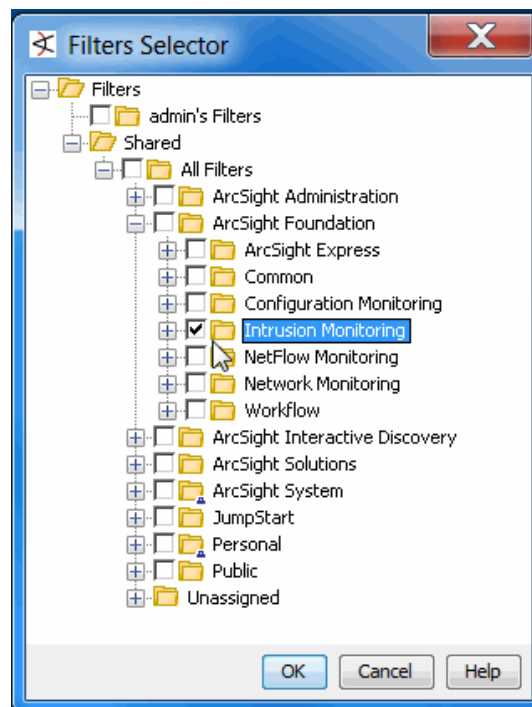 Filters Selector
Filters
admin's Filters
Shared
All Filters
ArcSight Administration
ArcSight Foundation
ArcSight Express
Common
Configuration Monitoring
Intrusion Monitoring
NetFlow Monitoring
Network Monitoring
Workflow
ArcSight Interactive Discovery
ArcSight Solutions
ArcSight System
JumpStart
Personal
Public
Unassigned
OK Cancel Help